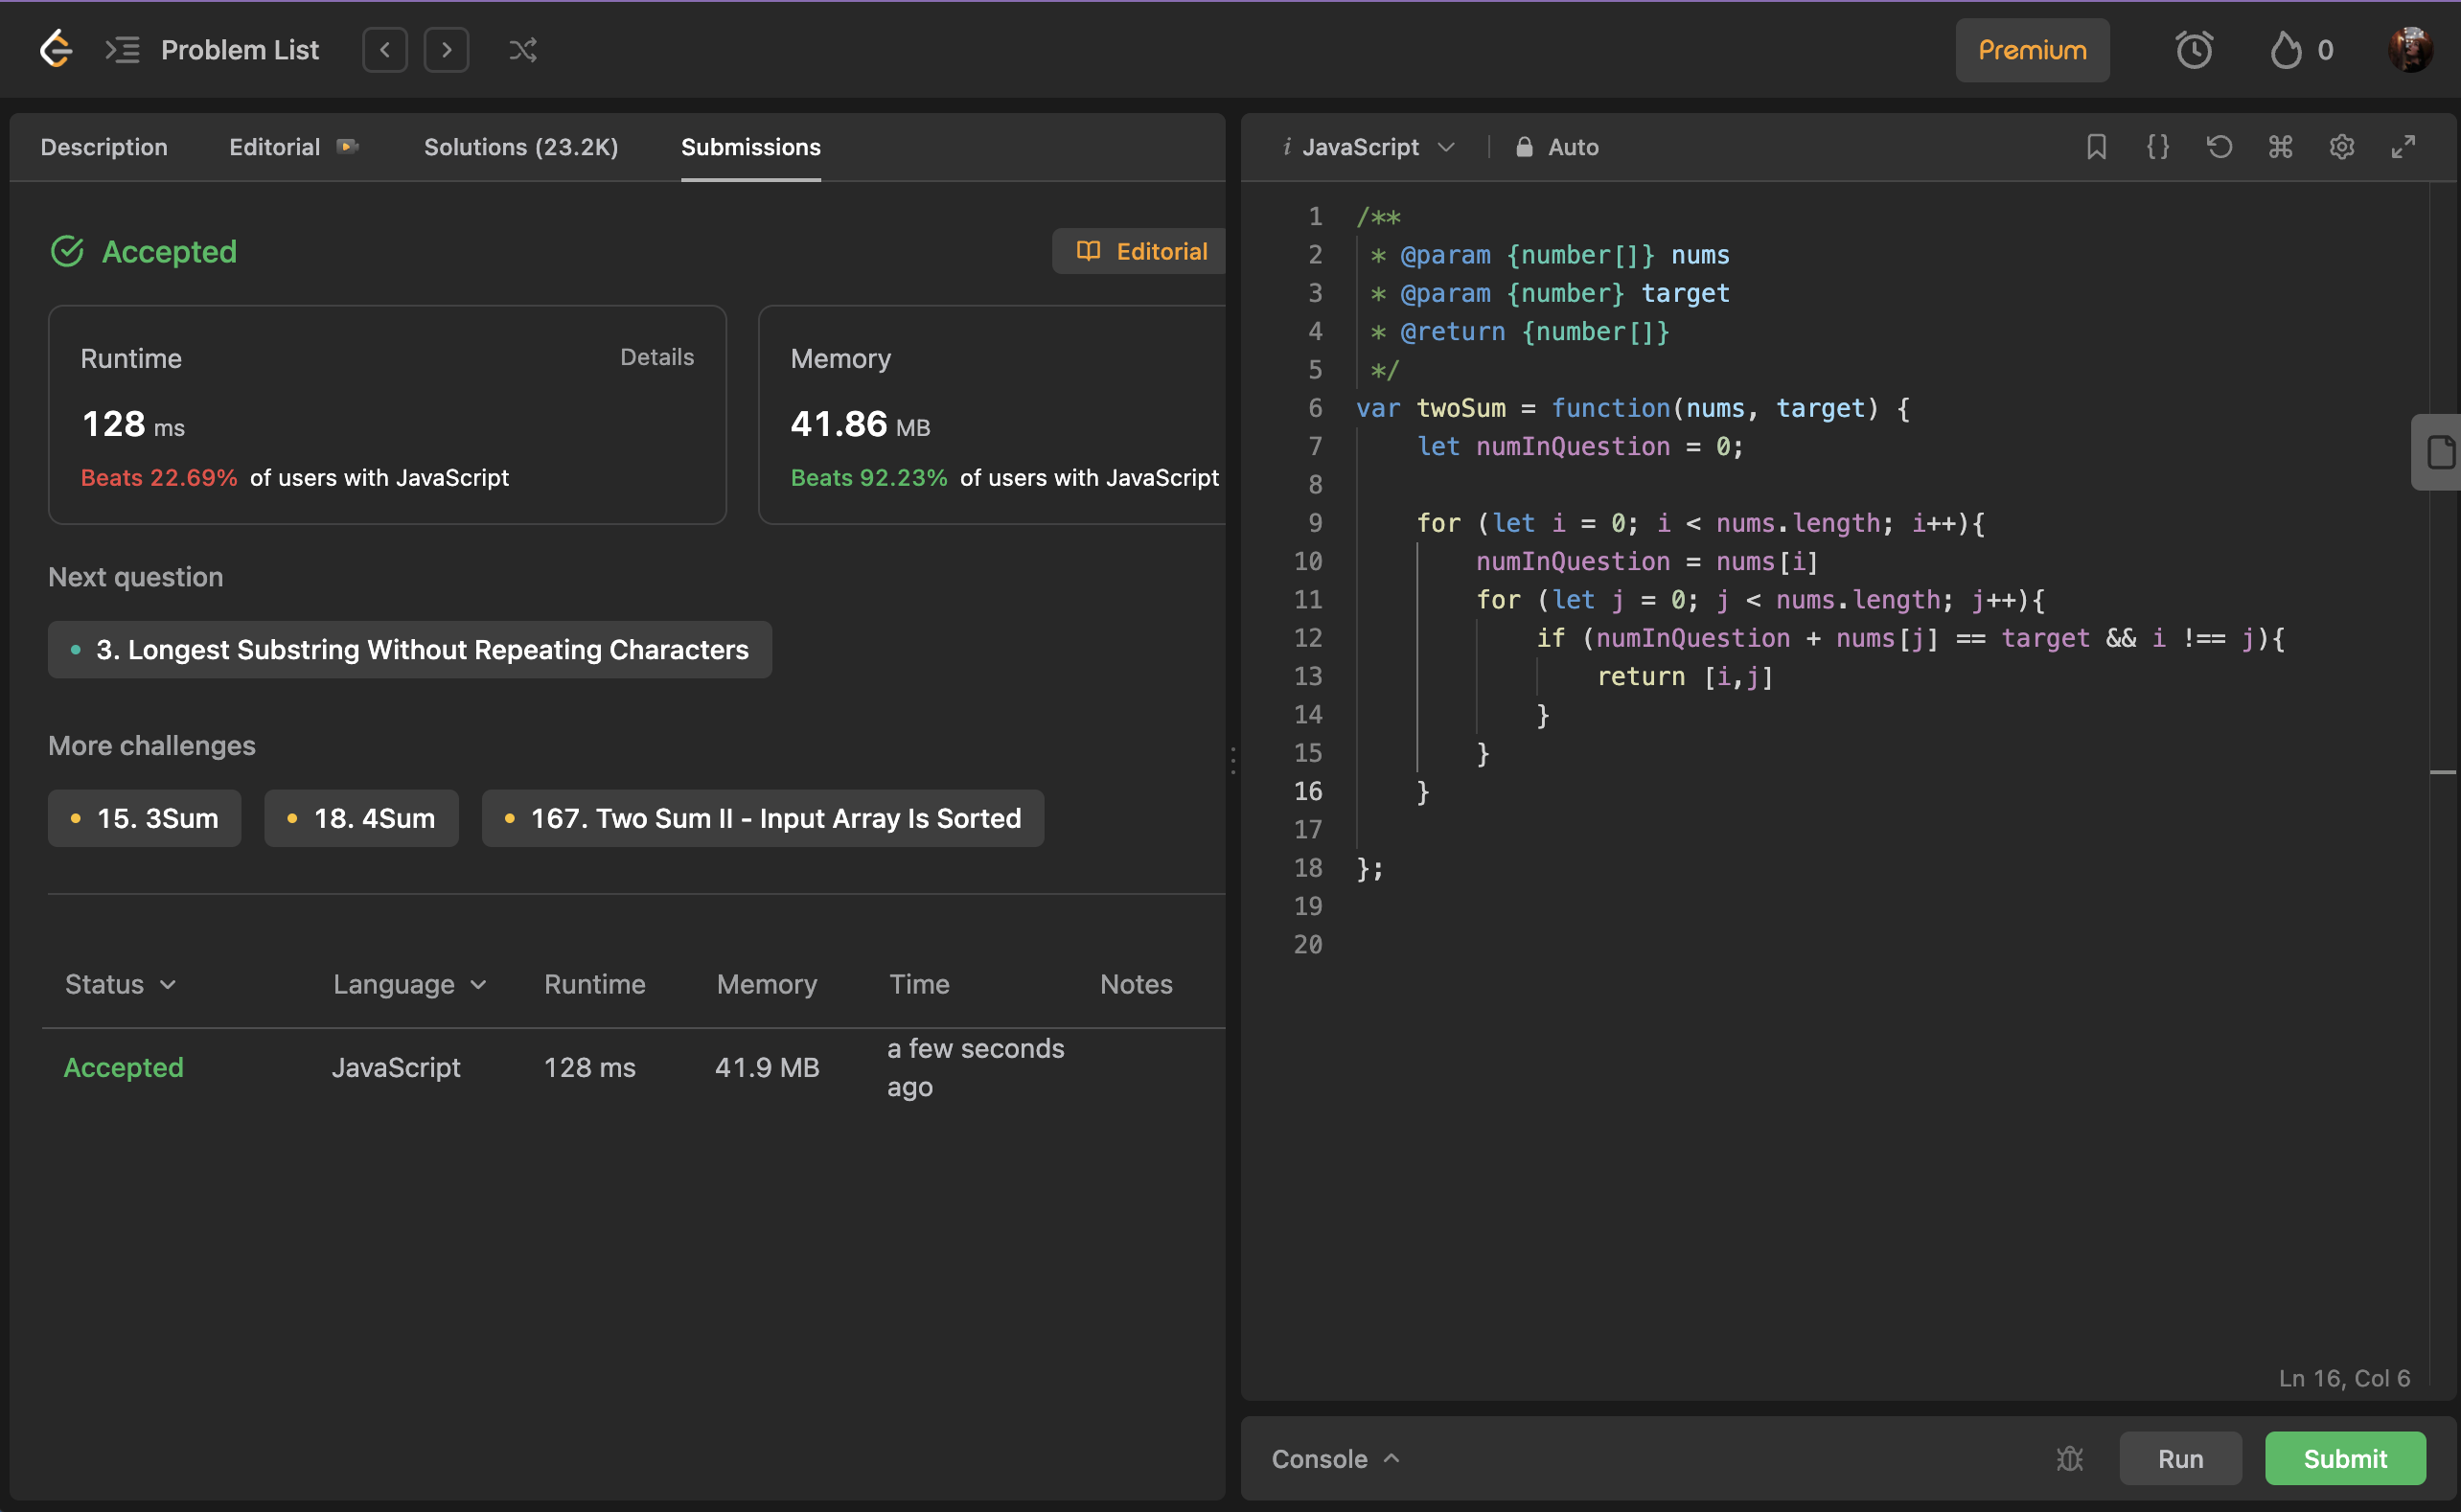 Problem List
Premium
0
Description
Editorial
Solutions (23.2K)
Submissions
Accepted
Editorial
Runtime
Details
128 ms
Beats 22.69% of users with JavaScript
Memory
41.86 MB
Beats 92.23% of users with JavaScript
Next question
3. Longest Substring Without Repeating Characters
More challenges
15. 3Sum
18. 4Sum
167. Two Sum II - Input Array Is Sorted
Status
Language
Runtime
Memory
Time
Notes
Accepted
JavaScript
128 ms
41.9 MB
a few seconds
ago
i JavaScript
Auto
1 /**
2 * @param {number[]} nums
3 * @param {number} target
4 * @return {number[]}
5 */
6 var twoSum = function(nums, target) {
7 let numInQuestion = 0;
8
9 for (let i = 0; i < nums.length; i++){
10 numInQuestion = nums[i]
11 for (let j = 0; j < nums.length; j++){
12 if (numInQuestion + nums[j] == target && i !== j){
13 return [i,j]
14 }
15 }
16 }
17
18 };
19
20
Ln 16, Col 6
Console
Run
Submit